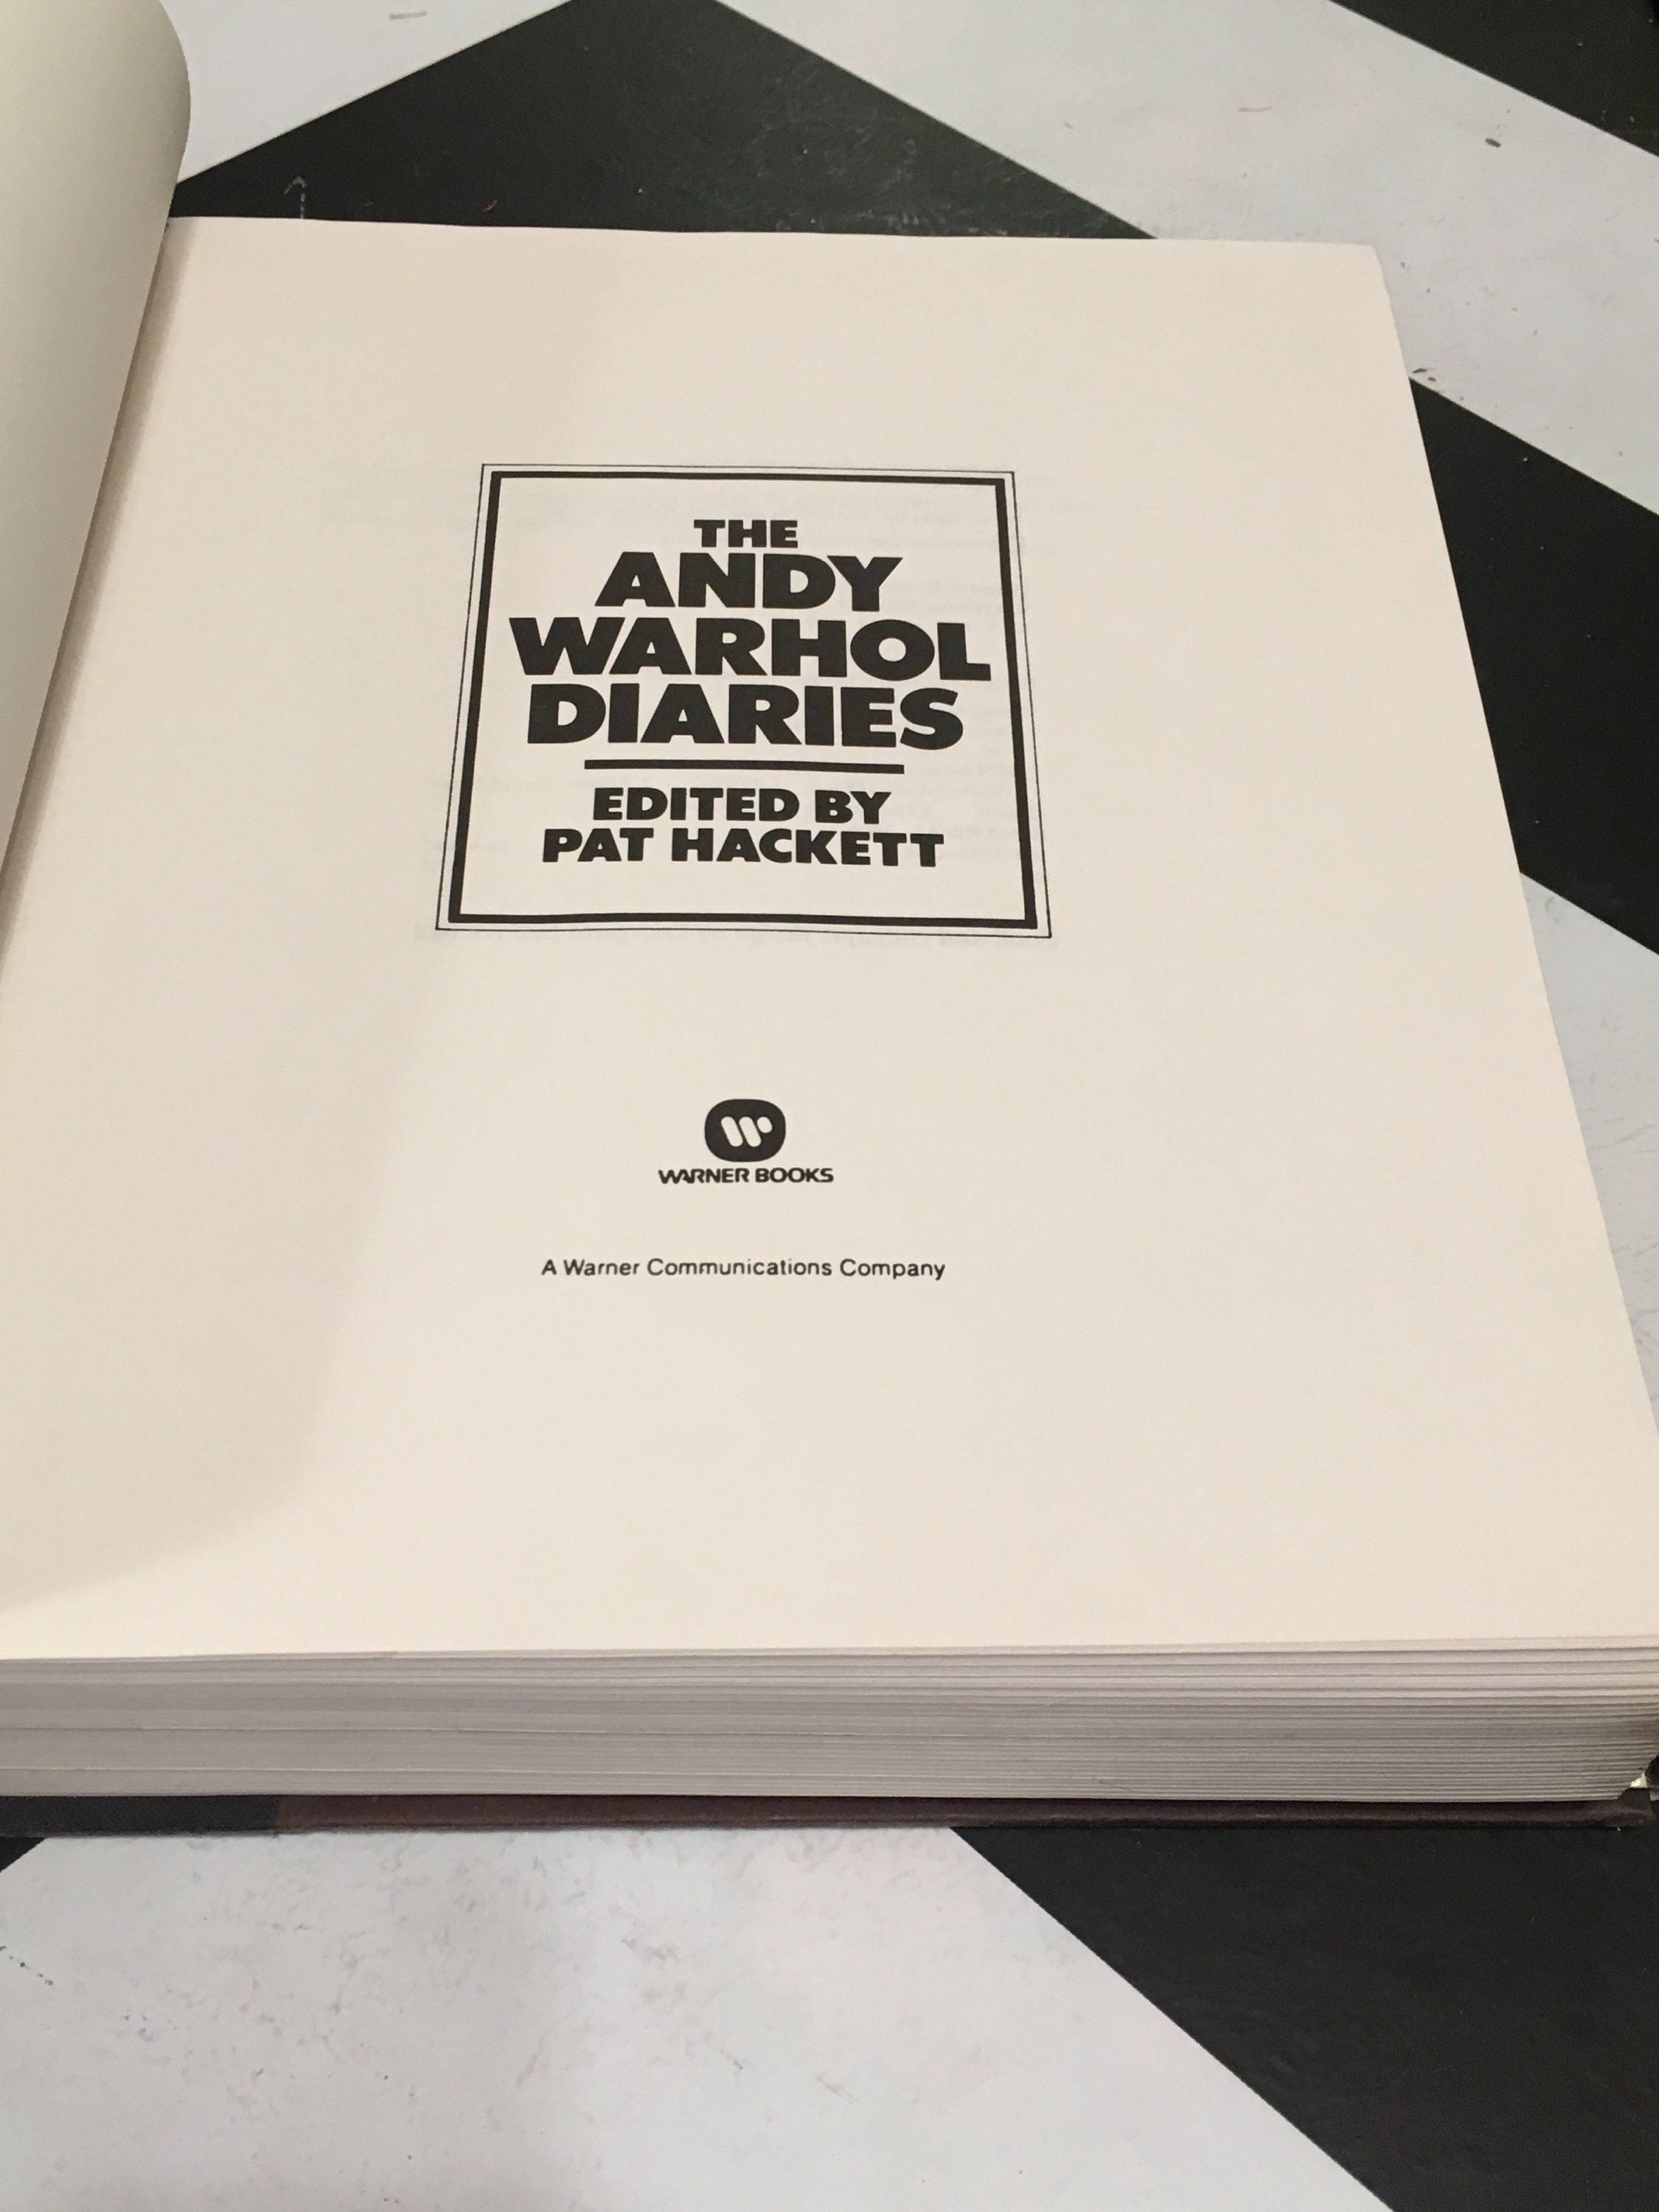 THE
ANDY
WARHOL
DIARIES
EDITED BY
PAT HACKETT
W
WARNER BOOKS
A Warner Communications Company